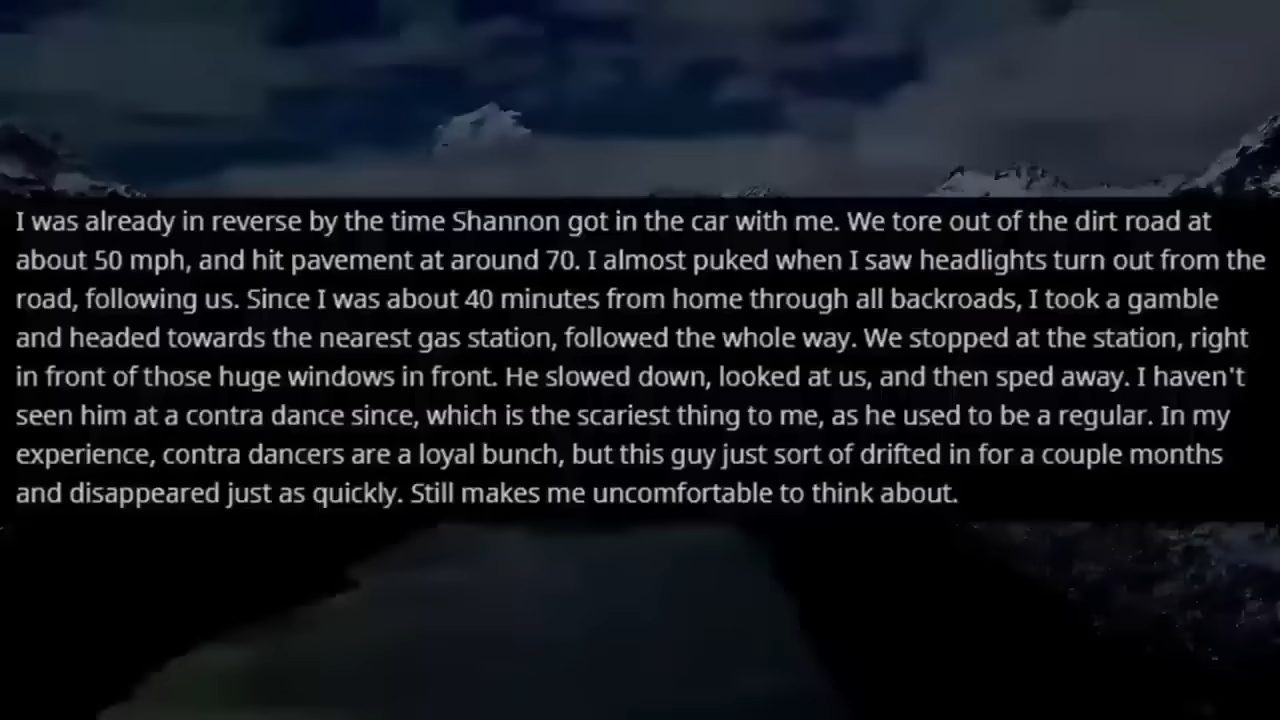 I was already in reverse by the time Shannon got in the car with me. We tore out of the dirt road at
about 50 mph, and hit pavement at around 70. I almost puked when I saw headlights turn out from the
road, following us. Since I was about 40 minutes from home through all backroads, I took a gamble
and headed towards the nearest gas station, followed the whole way. We stopped at the station, right
in front of those huge windows in front. He slowed down, looked at us, and then sped away. I haven't
seen him at a contra dance since, which is the scariest thing to me, as he used to be a regular. In my
experience, contra dancers are a loyal bunch, but this guy just sort of drifted in for a couple months
and disappeared just as quickly. Still makes me uncomfortable to think about.